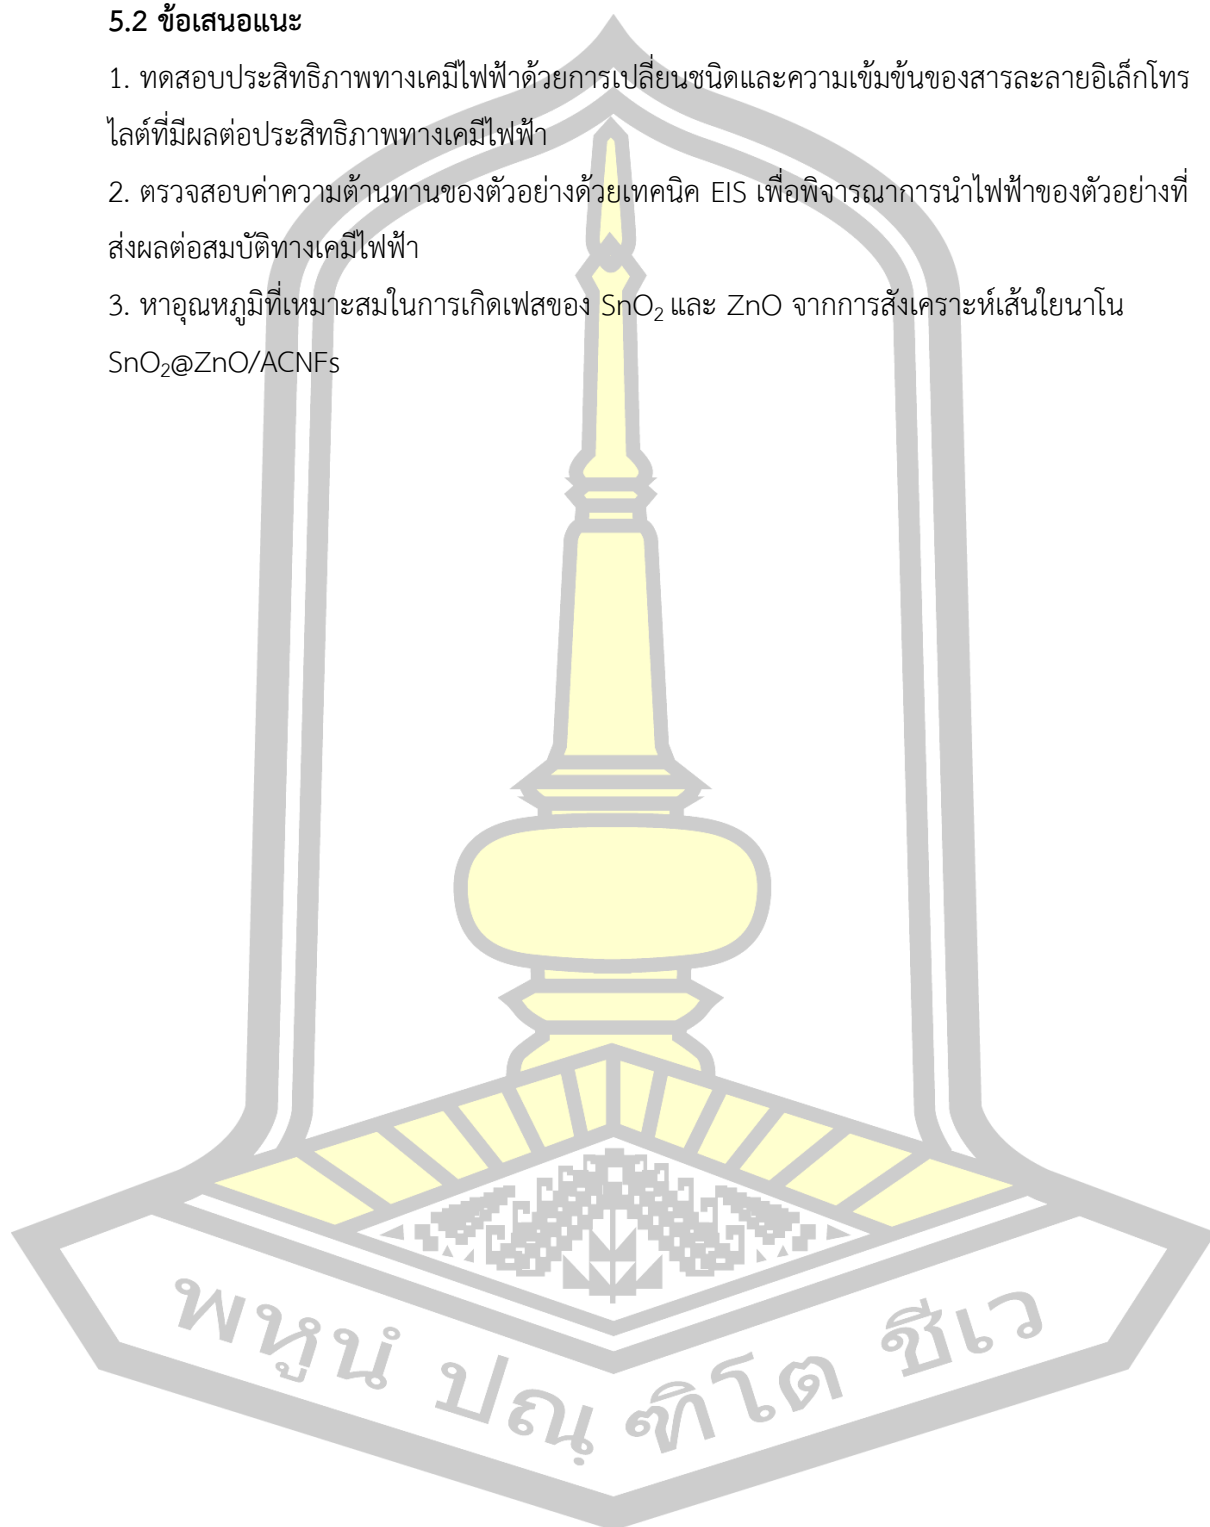 5.2 ข้อเสนอแนะ
1. ทดสอบประสิทธิภาพทางเคมีไฟฟ้าด้วยการเปลี่ยนชนิดและความเข้มข้นของสารละลายอิเล็กโทร
ไลต์ที่มีผลต่อประสิทธิภาพทางเคมีไฟฟ้า
2. ตรวจสอบค่าความต้านทานของตัวอย่างด้วยเทคนิค EIS เพื่อพิจารณาการนำไฟฟ้าของตัวอย่างที่
ส่งผลต่อสมบัติทางเคมีไฟฟ้า
3. หาอุณหภูมิที่เหมาะสมในการเกิดเฟสของ SnO₂ และ ZnO จากการสังเคราะห์เส้นใยนาโน
SnO₂@ZnO/ACNFs
พหูนํ ปณฺฑิโต ชีเว